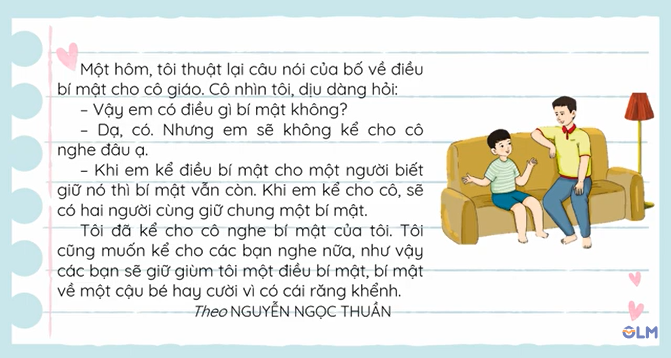 Một hôm, tôi thuật lại câu nói của bố về điều
bí mật cho cô giáo. Cô nhìn tôi, dịu dàng hỏi:
– Vậy em có điều gì bí mật không?
– Dạ, có. Nhưng em sẽ không kể cho cô
nghe đâu ạ.
– Khi em kể điều bí mật cho một người biết
giữ nó thì bí mật vẫn còn. Khi em kể cho cô, sẽ
có hai người cùng giữ chung một bí mật.
Tôi đã kể cho cô nghe bí mật của tôi. Tôi
cũng muốn kể cho các bạn nghe nữa, như vậy
các bạn sẽ giữ giùm tôi một điều bí mật, bí mật
về một cậu bé hay cười vì có cái răng khểnh.
Theo NGUYỄN NGỌC THUẦN
OLM